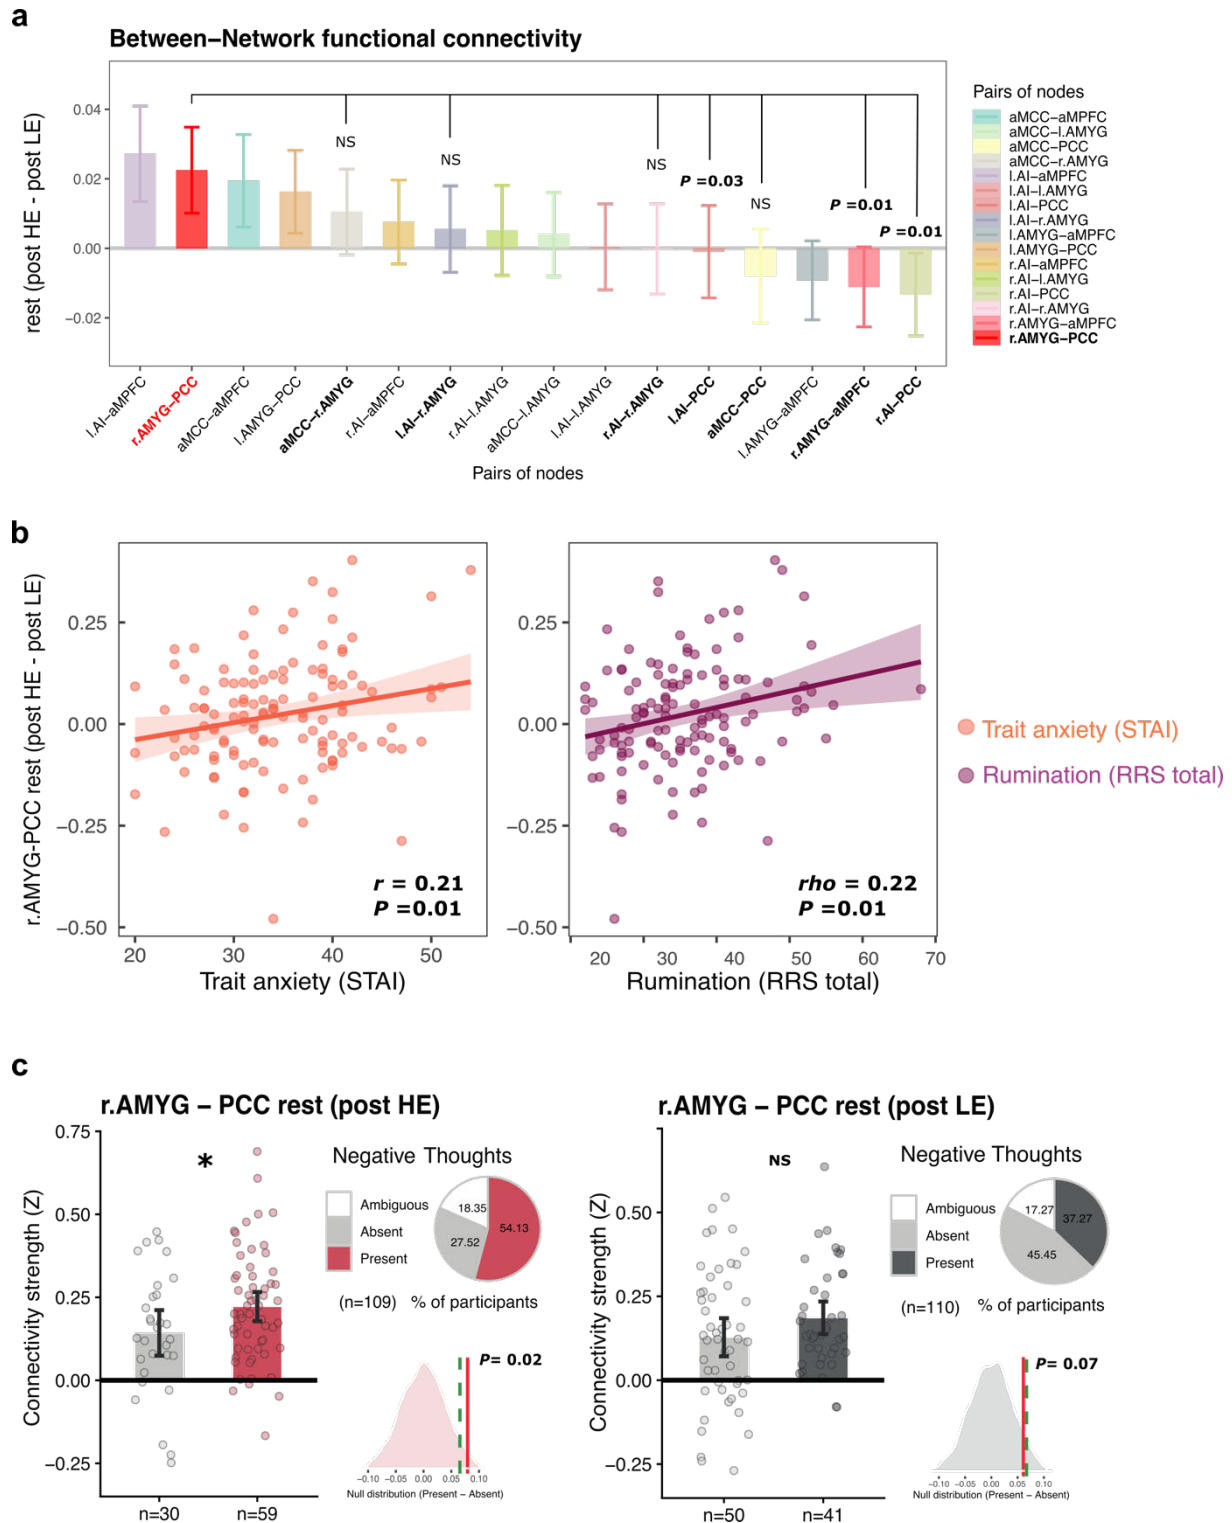 a
Between–Network functional connectivity
rest (post HE - post LE)
0.04
0.02
0.00
−0.02
NS
NS
NS
P =0.03
NS
P =0.01
P =0.01
l.AI–aMPFC
r.AMYG–PCC
aMCC–aMPFC
l.AMYG–PCC
aMCC–r.AMYG
r.AI–aMPFC
l.AI–r.AMYG
r.AI–l.AMYG
aMCC–l.AMYG
l.AI–l.AMYG
r.AI–r.AMYG
l.AI–PCC
aMCC–PCC
l.AMYG–aMPFC
r.AMYG–aMPFC
r.AI–PCC
Pairs of nodes
Pairs of nodes
aMCC–aMPFC
aMCC–l.AMYG
aMCC–PCC
aMCC–r.AMYG
l.AI–aMPFC
l.AI–l.AMYG
l.AI–PCC
l.AI–r.AMYG
l.AMYG–aMPFC
l.AMYG–PCC
r.AI–aMPFC
r.AI–l.AMYG
r.AI–PCC
r.AI–r.AMYG
r.AMYG–aMPFC
r.AMYG–PCC
b
r.AMYG-PCC rest (post HE - post LE)
0.25
0.00
−0.25
−0.50
r = 0.21
P =0.01
20 30 40 50
Trait anxiety (STAI)
0.25
0.00
−0.25
−0.50
rho = 0.22
P =0.01
20 30 40 50 60 70
Rumination (RRS total)
Trait anxiety (STAI)
Rumination (RRS total)
c
r.AMYG – PCC rest (post HE)
Connectivity strength (Z)
0.75
0.50
0.25
0.00
−0.25
*
n=30 n=59
Negative Thoughts
Ambiguous
Absent
Present
18.35
54.13
27.52
(n=109) % of participants
P= 0.02
−0.10 −0.05 0.00 0.05 0.10
Null distribution (Present – Absent)
r.AMYG – PCC rest (post LE)
Connectivity strength (Z)
0.50
0.25
0.00
−0.25
NS
n=50 n=41
Negative Thoughts
Ambiguous
Absent
Present
17.27
37.27
45.45
(n=110) % of participants
P= 0.07
−0.10 −0.05 0.00 0.05 0.10
Null distribution (Present – Absent)